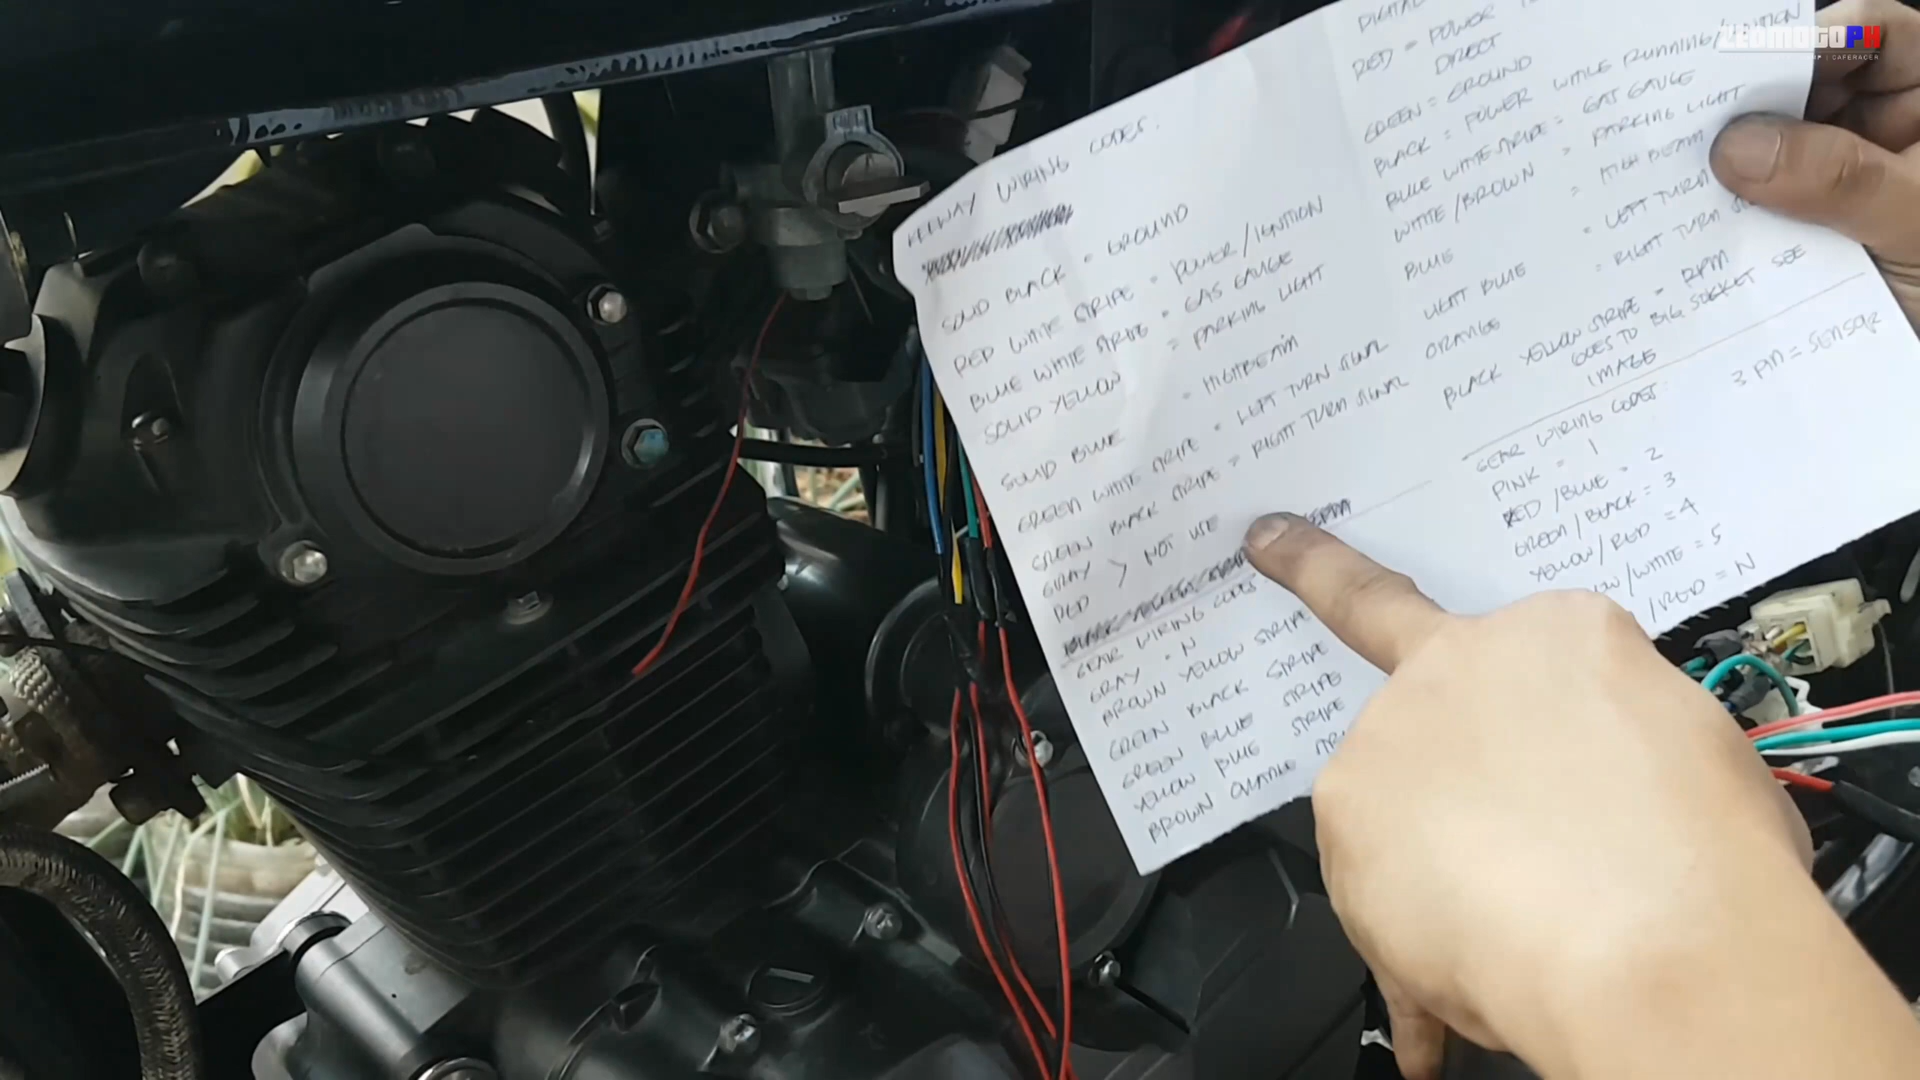 KEEWAY WIRING CODES.
SOLID BLACK = GROUND
RED WHITE STRIPE = POWER/IGNITION
BLUE WHITE STRIPE = GAS GAUGE
SOLID YELLOW = PARKING LIGHT
SOLID BLUE = HIGHBEAM
GREEN WHITE STRIPE = LEFT TURN SIGNAL
GREEN BLACK STRIPE = RIGHT TURN SIGNAL
GRAY > NOT USE
RED
GEAR WIRING CODES
GRAY = N
BROWN YELLOW STRIPE
GREEN BLACK STRIPE
GREEN BLUE STRIPE
YELLOW BLUE STRIPE
BROWN
DIGITAL
RED = POWER
DIRECT
GREEN = GROUND
BLACK = POWER WHILE RUNNING/IGNITION
BLUE WHITE STRIPE = GAS GAUGE
WHITE/BROWN = PARKING LIGHT
BLUE = HIGH BEAM
LIGHT BLUE = LEFT TURN
ORANGE = RIGHT TURN
BLACK YELLOW STRIPE = RPM
GOES TO BIG SOCKET SEE
IMAGE
GEAR WIRING CODES:
3 PIN = SENSOR
PINK = 1
RED/BLUE = 2
GREEN/BLACK = 3
YELLOW/RED = 4
/WHITE = 5
/RED = N
ZEDMOTOPH
CAFERACER